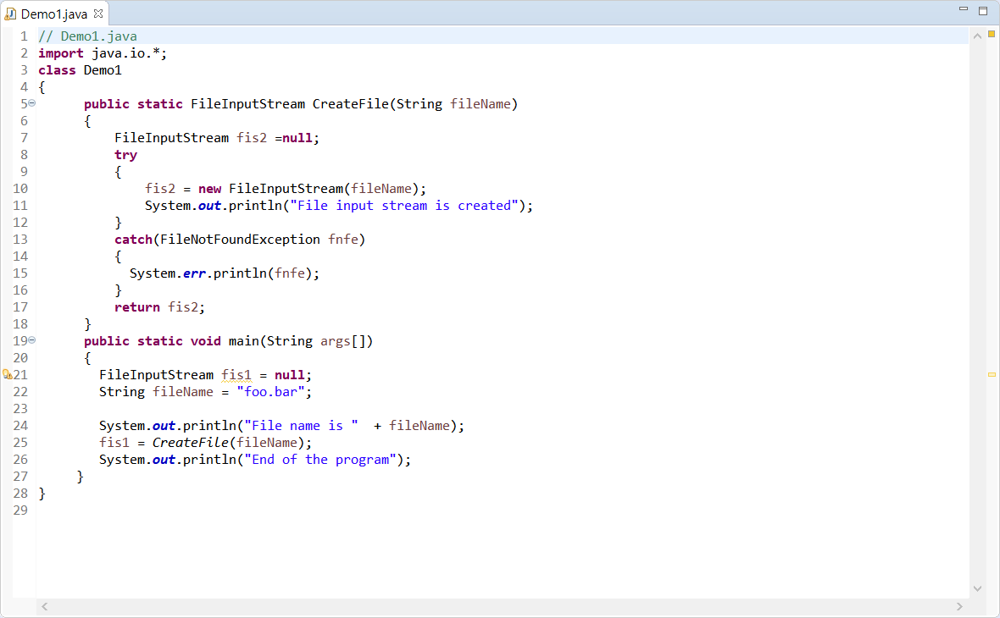 Demo1.java
1 // Demo1.java
2 import java.io.*;
3 class Demo1
4 {
5 public static FileInputStream CreateFile(String fileName)
6 {
7 FileInputStream fis2 =null;
8 try
9 {
10 fis2 = new FileInputStream(fileName);
11 System.out.println("File input stream is created");
12 }
13 catch(FileNotFoundException fnfe)
14 {
15 System.err.println(fnfe);
16 }
17 return fis2;
18 }
19 public static void main(String args[])
20 {
21 FileInputStream fis1 = null;
22 String fileName = "foo.bar";
23
24 System.out.println("File name is "  + fileName);
25 fis1 = CreateFile(fileName);
26 System.out.println("End of the program");
27 }
28 }
29